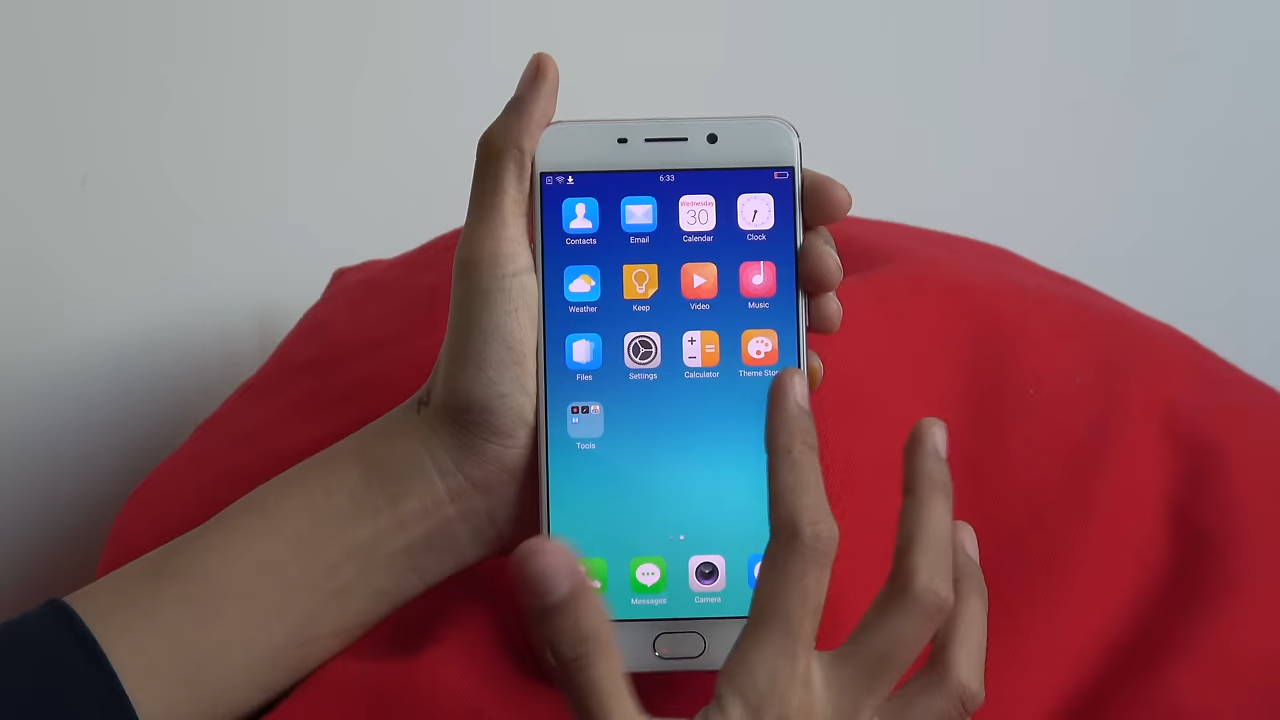 6:33
Wednesday
30
Contacts
Email
Calendar
Clock
Weather
Keep
Video
Music
Files
Settings
Calculator
Theme Stor
Tools
Messages
Camera